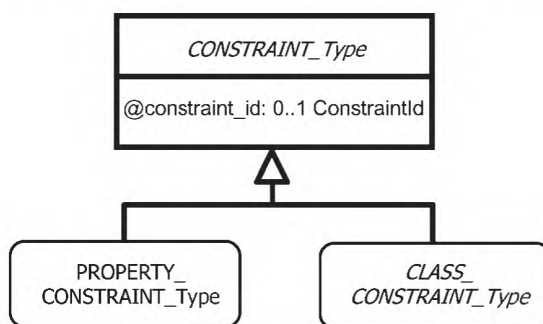 CONSTRAINT_Type
@constraint_id: 0..1 ConstraintId
PROPERTY_
CONSTRAINT_Type
CLASS_
CONSTRAINT_Type